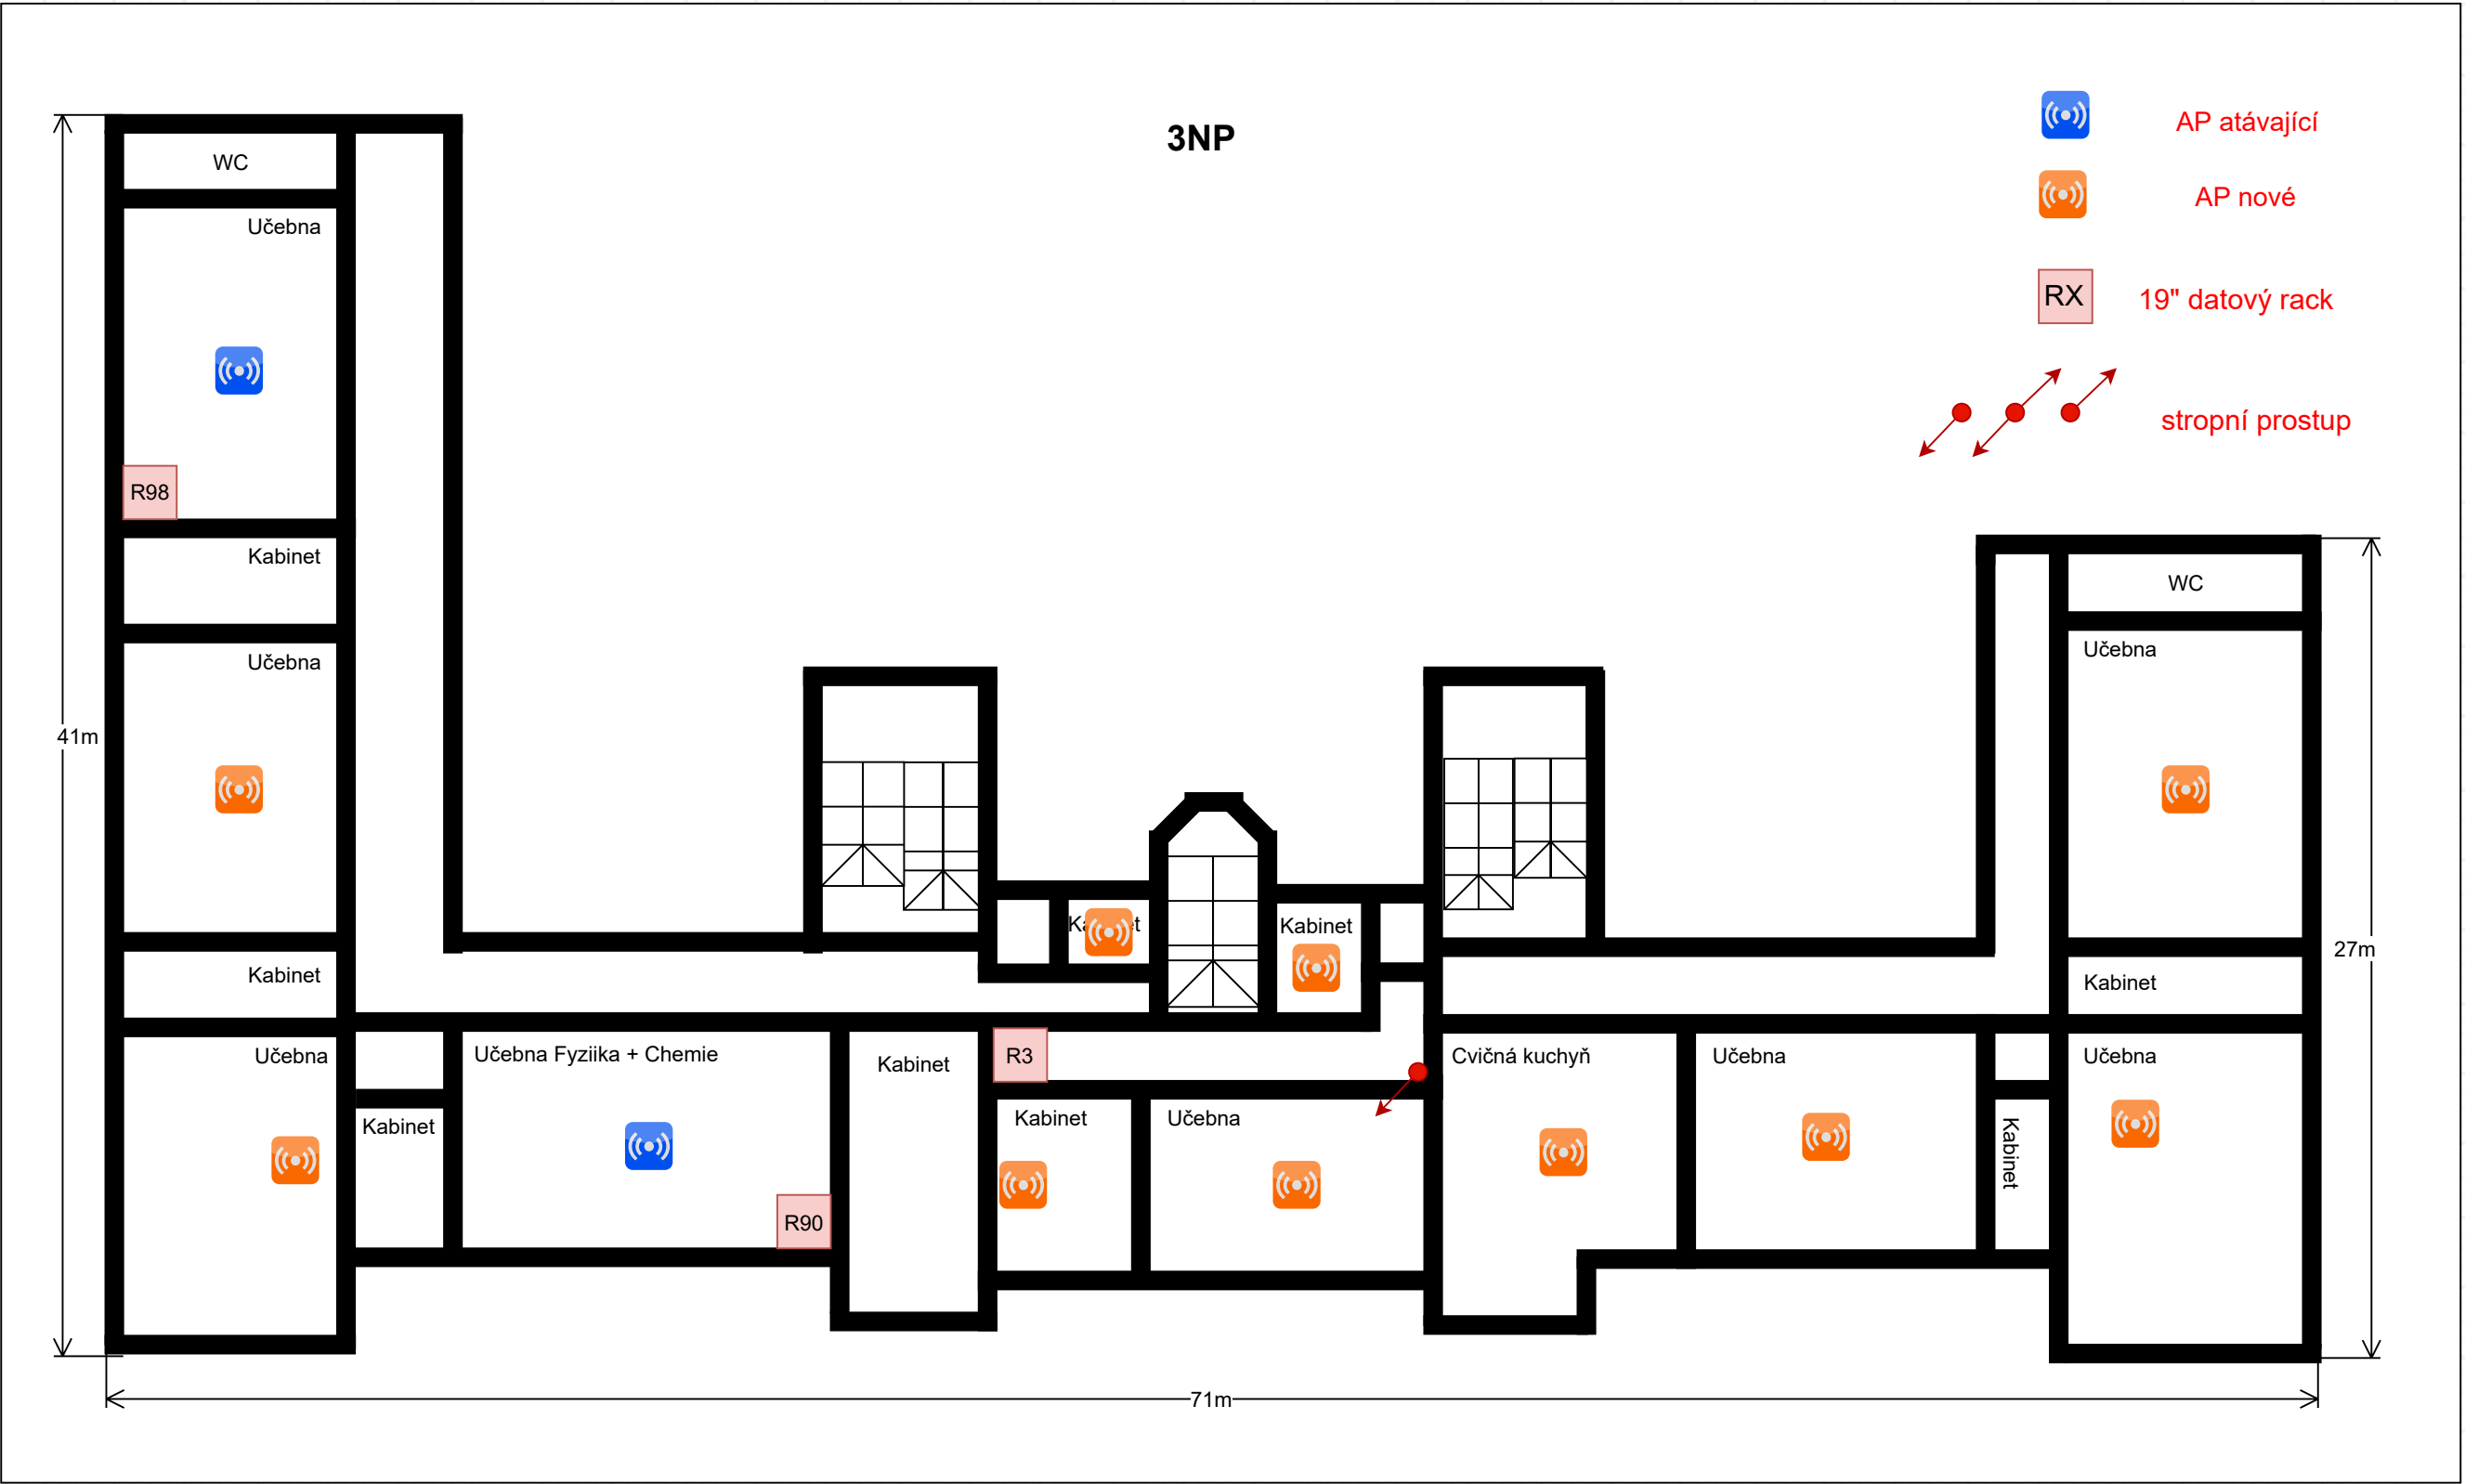 3NP
AP atávající
AP nové
RX
19" datový rack
stropní prostup
WC
Učebna
R98
Kabinet
Učebna
41m
Kabinet
Učebna
Kabinet
Učebna Fyziika + Chemie
R90
Kabinet
R3
Kabinet
Učebna
Kabinet
Cvičná kuchyň
Učebna
Kabinet
WC
Učebna
27m
Kabinet
Učebna
71m